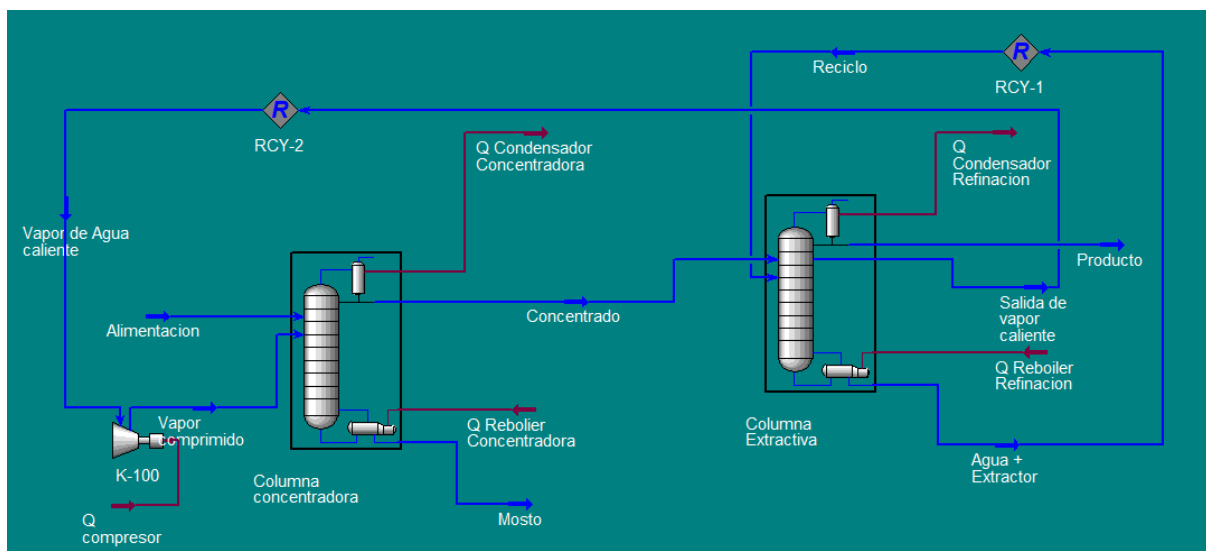 R
Reciclo
RCY-1
R
RCY-2
Q Condensador
Concentradora
Q
Condensador
Refinacion
Vapor de Agua
caliente
Producto
Alimentacion
Concentrado
Salida de
vapor
caliente
Q Reboiler
Refinacion
Vapor
comprimido
Q Rebolier
Concentradora
Columna
Extractiva
K-100
Columna
concentradora
Agua +
Extractor
Mosto
Q
compresor